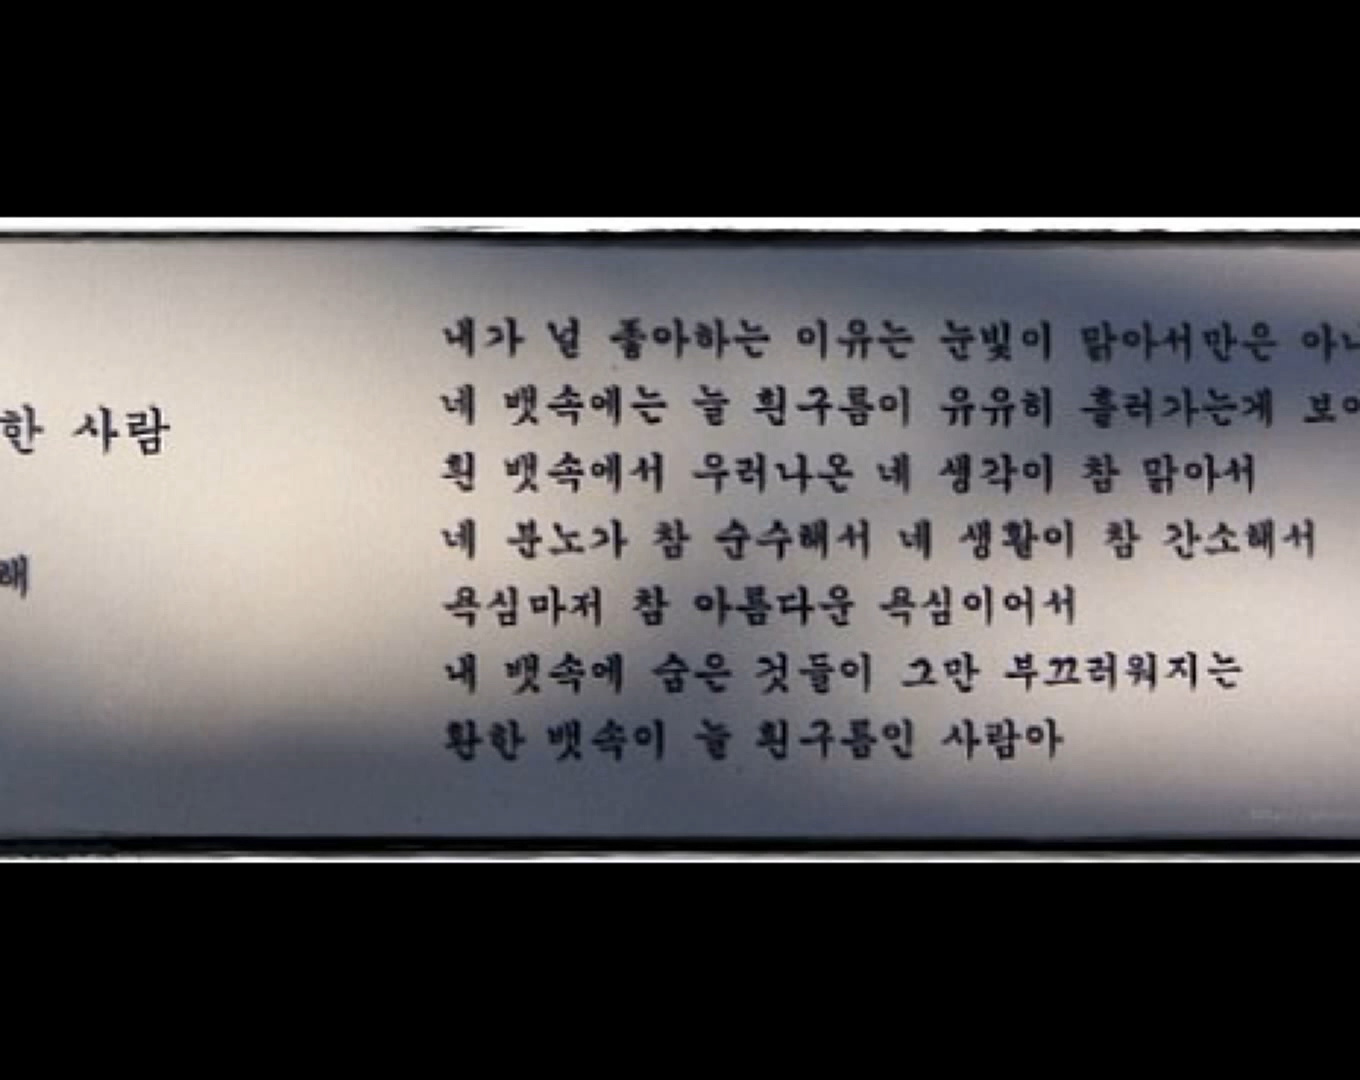 한 사람
해
내가 널 좋아하는 이유는 눈빛이 맑아서만은 아니
네 뱃속에는 늘 흰구름이 유유히 흘러가는게 보이
흰 뱃속에서 우러나온 네 생각이 참 맑아서
네 분노가 참 순수해서 네 생활이 참 간소해서
욕심마저 참 아름다운 욕심이어서
내 뱃속에 숨은 것들이 그만 부끄러워지는
환한 뱃속이 늘 흰구름인 사람아